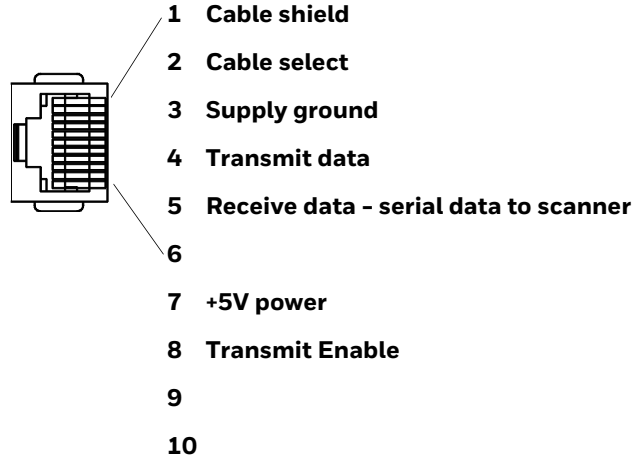 1 Cable shield
2 Cable select
3 Supply ground
4 Transmit data
5 Receive data - serial data to scanner
6
7 +5V power
8 Transmit Enable
9
10